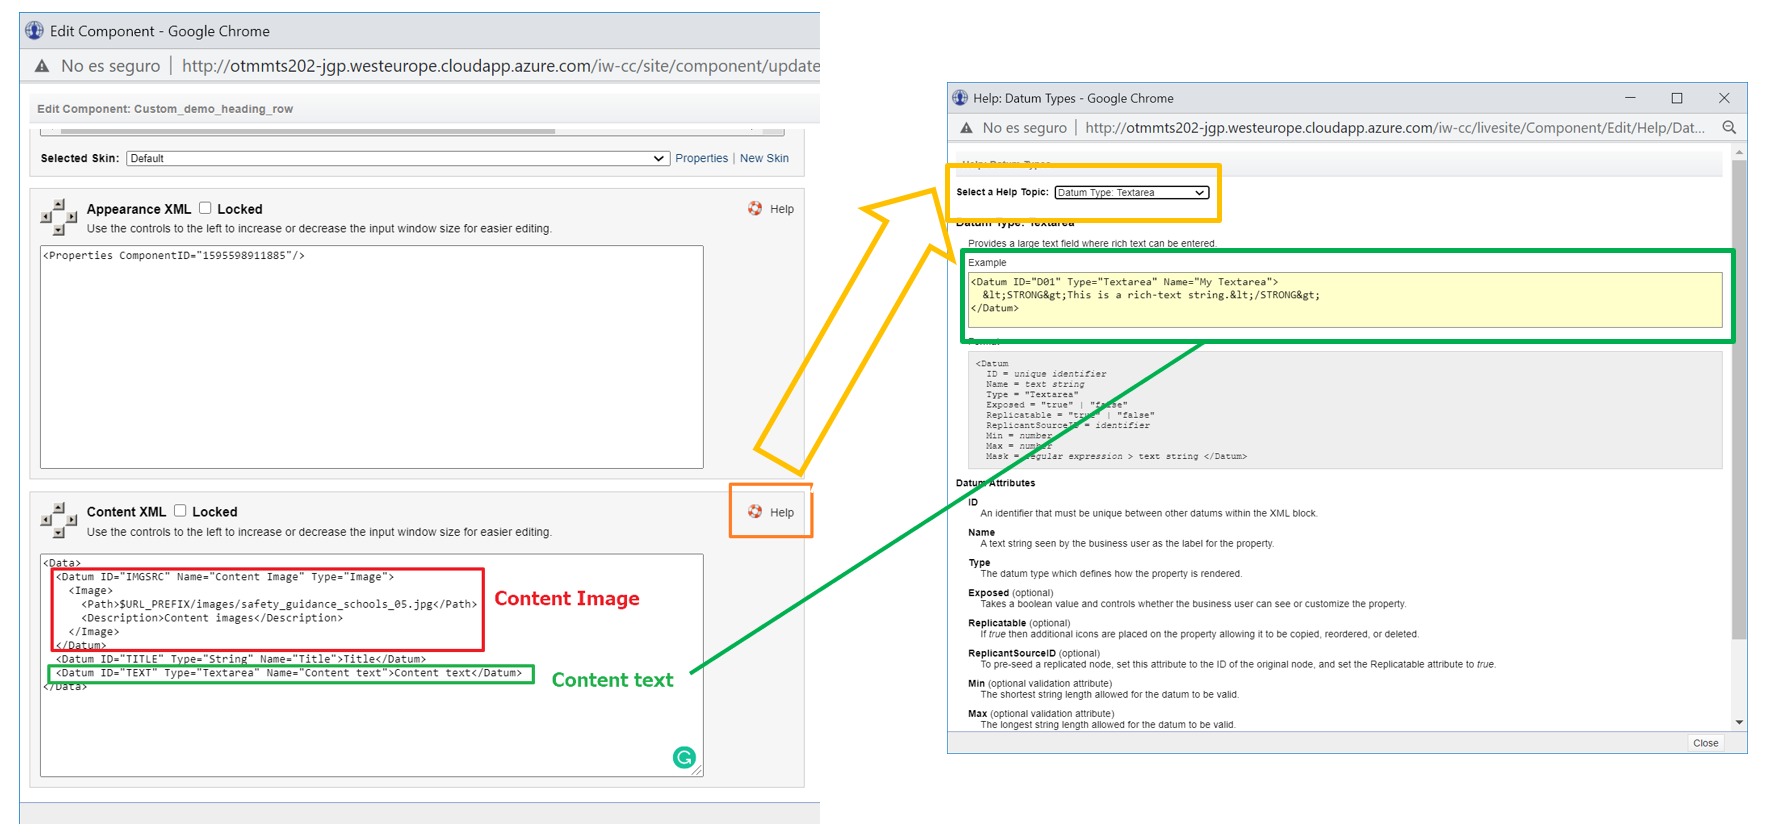 Edit Component - Google Chrome
No es seguro | http://otmmts202-jgp.westeurope.cloudapp.azure.com/iw-cc/site/component/update
Edit Component: Custom_demo_heading_row
Selected Skin: Default Properties | New Skin
Appearance XML Locked Help
Use the controls to the left to increase or decrease the input window size for easier editing.
<Properties ComponentID="1595598911885"/>
Content XML Locked Help
Use the controls to the left to increase or decrease the input window size for easier editing.
<Data>
<Datum ID="IMGSRC" Name="Content Image" Type="Image">
<Image>
<Path>$URL_PREFIX/images/safety_guidance_schools_05.jpg</Path>
<Description>Content images</Description>
</Image>
</Datum>
<Datum ID="TITLE" Type="String" Name="Title">Title</Datum>
<Datum ID="TEXT" Type="Textarea" Name="Content text">Content text</Datum>
</Data>
Content Image
Content text
Help: Datum Types - Google Chrome
No es seguro | http://otmmts202-jgp.westeurope.cloudapp.azure.com/iw-cc/livesite/Component/Edit/Help/Dat...
Help: Datum Types
Select a Help Topic: Datum Type: Textarea
Datum Type: Textarea
Provides a large text field where rich text can be entered.
Example
<Datum ID="D01" Type="Textarea" Name="My Textarea">
&lt;STRONG&gt;This is a rich-text string.&lt;/STRONG&gt;
</Datum>
Format
<Datum
ID = unique identifier
Name = text string
Type = "Textarea"
Exposed = "true" | "false"
Replicatable = "true" | "false"
ReplicantSourceID = identifier
Min = number
Max = number
Mask = regular expression > text string </Datum>
Datum Attributes
ID
An identifier that must be unique between other datums within the XML block.
Name
A text string seen by the business user as the label for the property.
Type
The datum type which defines how the property is rendered.
Exposed (optional)
Takes a boolean value and controls whether the business user can see or customize the property.
Replicatable (optional)
If true then additional icons are placed on the property allowing it to be copied, reordered, or deleted.
ReplicantSourceID (optional)
To pre-seed a replicated node, set this attribute to the ID of the original node, and set the Replicatable attribute to true.
Min (optional validation attribute)
The shortest string length allowed for the datum to be valid.
Max (optional validation attribute)
The longest string length allowed for the datum to be valid.
Close